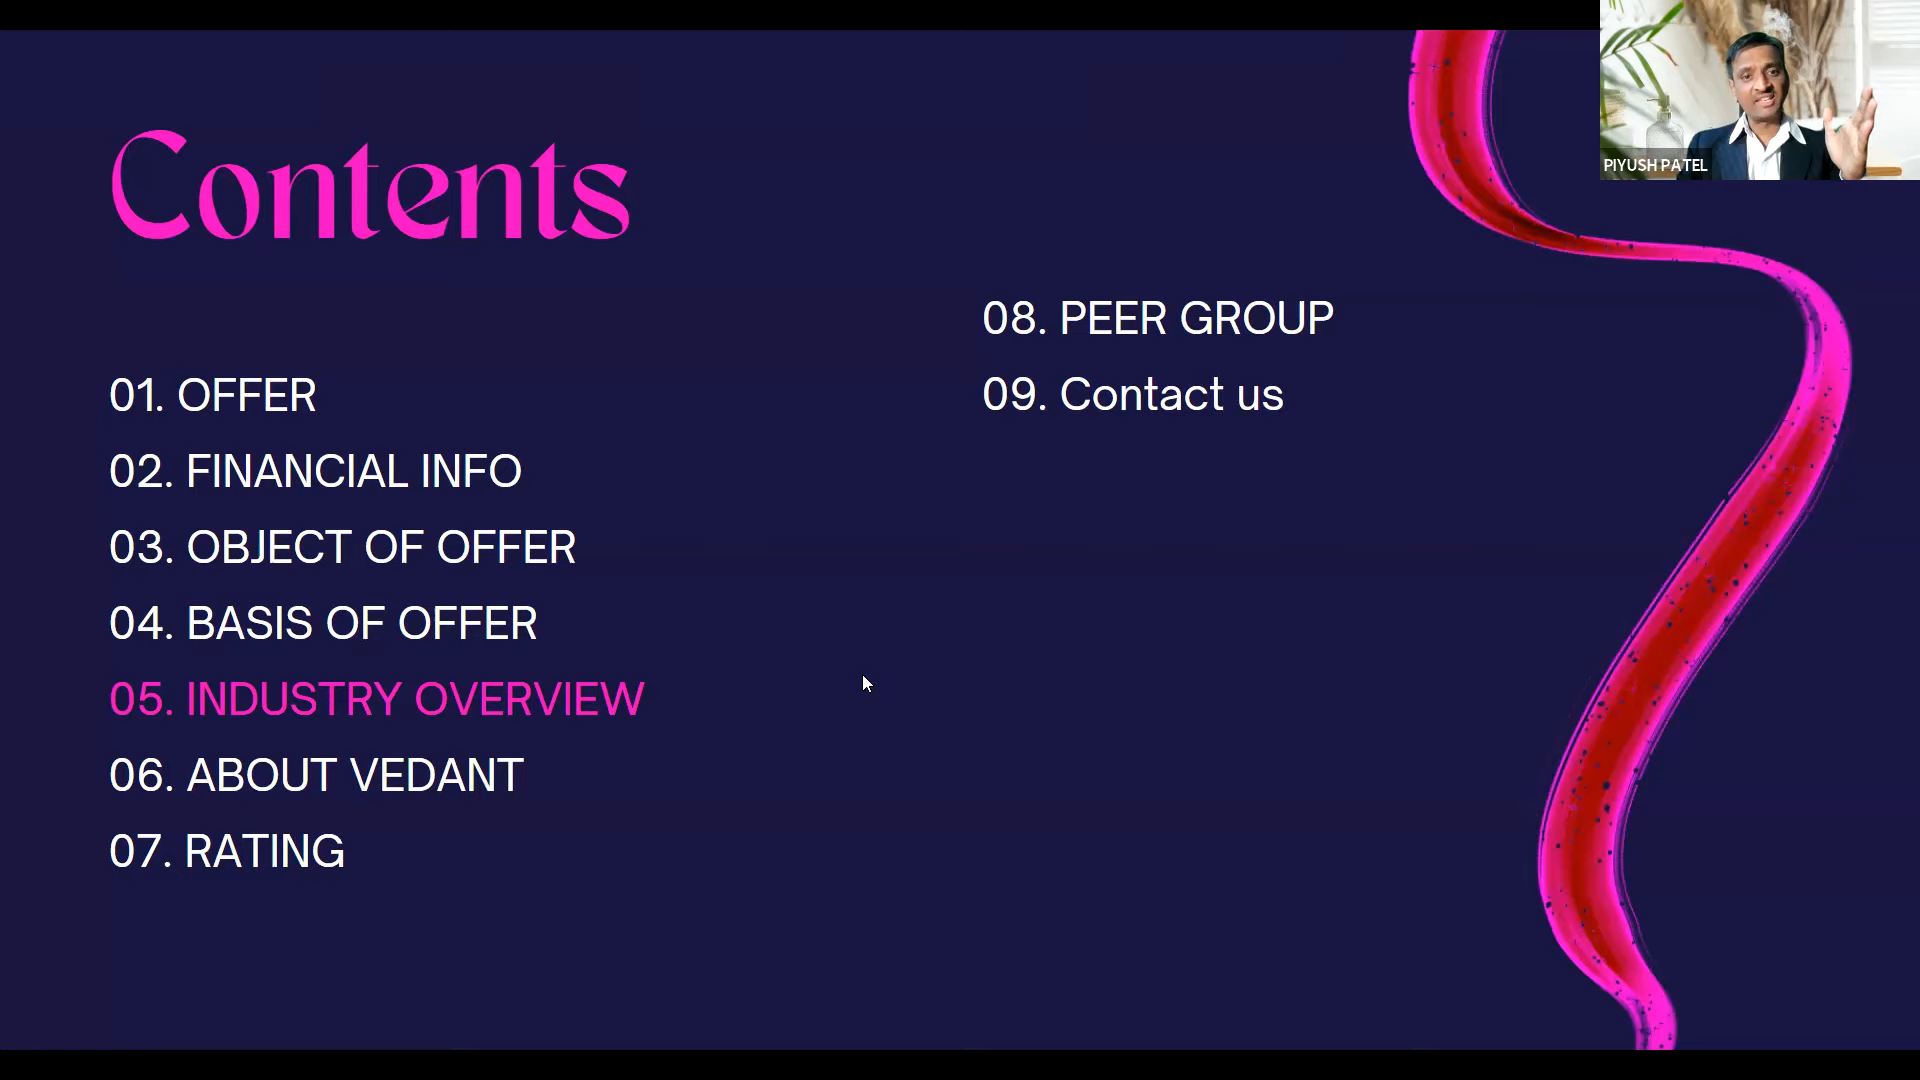 Contents
01. OFFER
02. FINANCIAL INFO
03. OBJECT OF OFFER
04. BASIS OF OFFER
05. INDUSTRY OVERVIEW
06. ABOUT VEDANT
07. RATING
08. PEER GROUP
09. Contact us
PIYUSH PATEL